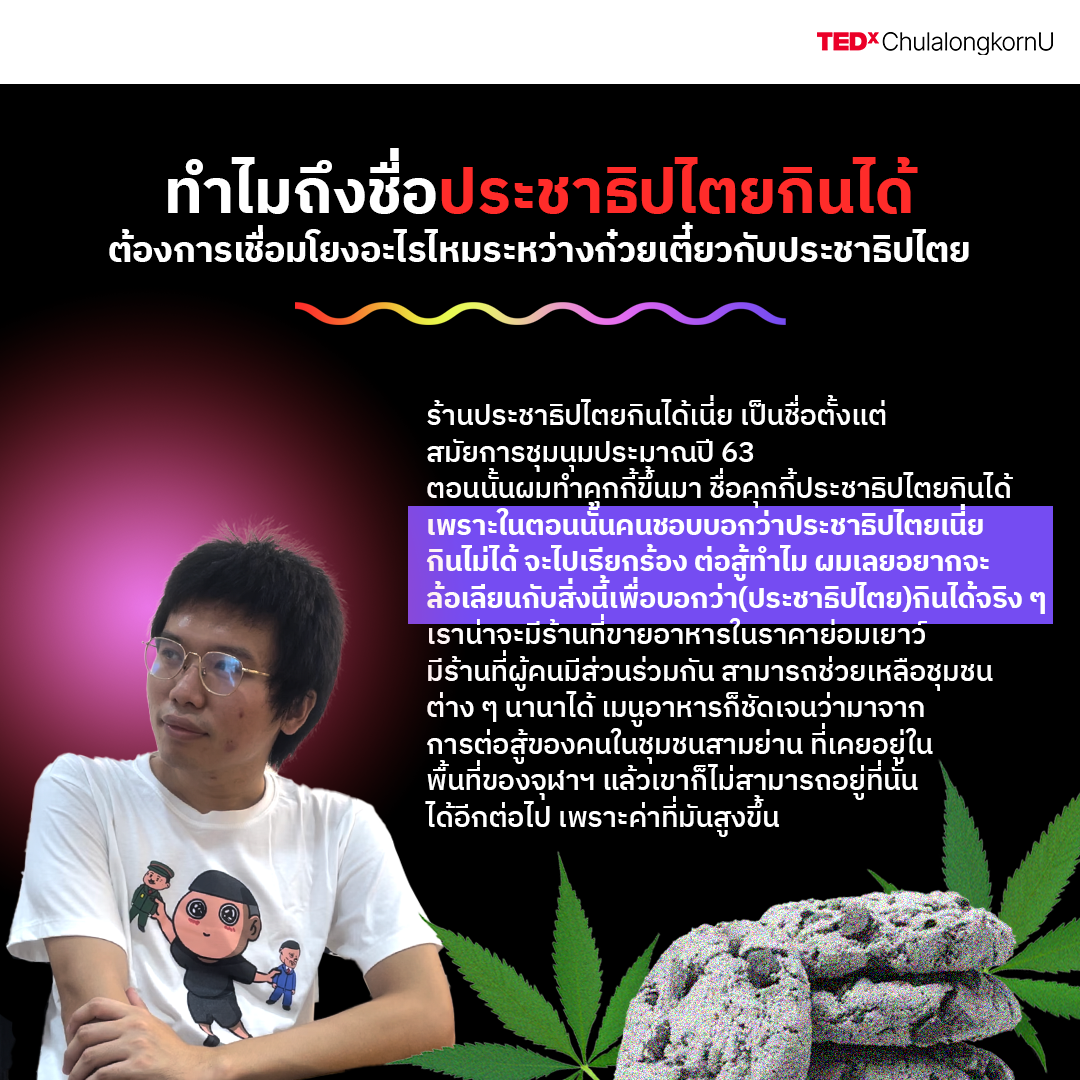 TEDxChulalongkornU
ทำไมถึงชื่อประชาธิปไตยกินได้
ต้องการเชื่อมโยงอะไรไหมระหว่างก๋วยเตี๋ยวกับประชาธิปไตย
ร้านประชาธิปไตยกินได้เนี่ย เป็นชื่อตั้งแต่
สมัยการชุมนุมประมาณปี 63
ตอนนั้นผมทำคุกกี้ขึ้นมา ชื่อคุกกี้ประชาธิปไตยกินได้
เพราะในตอนนั้นคนชอบบอกว่าประชาธิปไตยเนี่ย
กินไม่ได้ จะไปเรียกร้อง ต่อสู้ทำไม ผมเลยอยากจะ
ล้อเลียนกับสิ่งนี้เพื่อบอกว่า(ประชาธิปไตย)กินได้จริง ๆ
เราน่าจะมีร้านที่ขายอาหารในราคาย่อมเยาว์
มีร้านที่ผู้คนมีส่วนร่วมกัน สามารถช่วยเหลือชุมชน
ต่าง ๆ นานาได้ เมนูอาหารก็ชัดเจนว่ามาจาก
การต่อสู้ของคนในชุมชนสามย่าน ที่เคยอยู่ใน
พื้นที่ของจุฬาฯ แล้วเขาก็ไม่สามารถอยู่ที่นั่น
ได้อีกต่อไป เพราะค่าที่มันสูงขึ้น